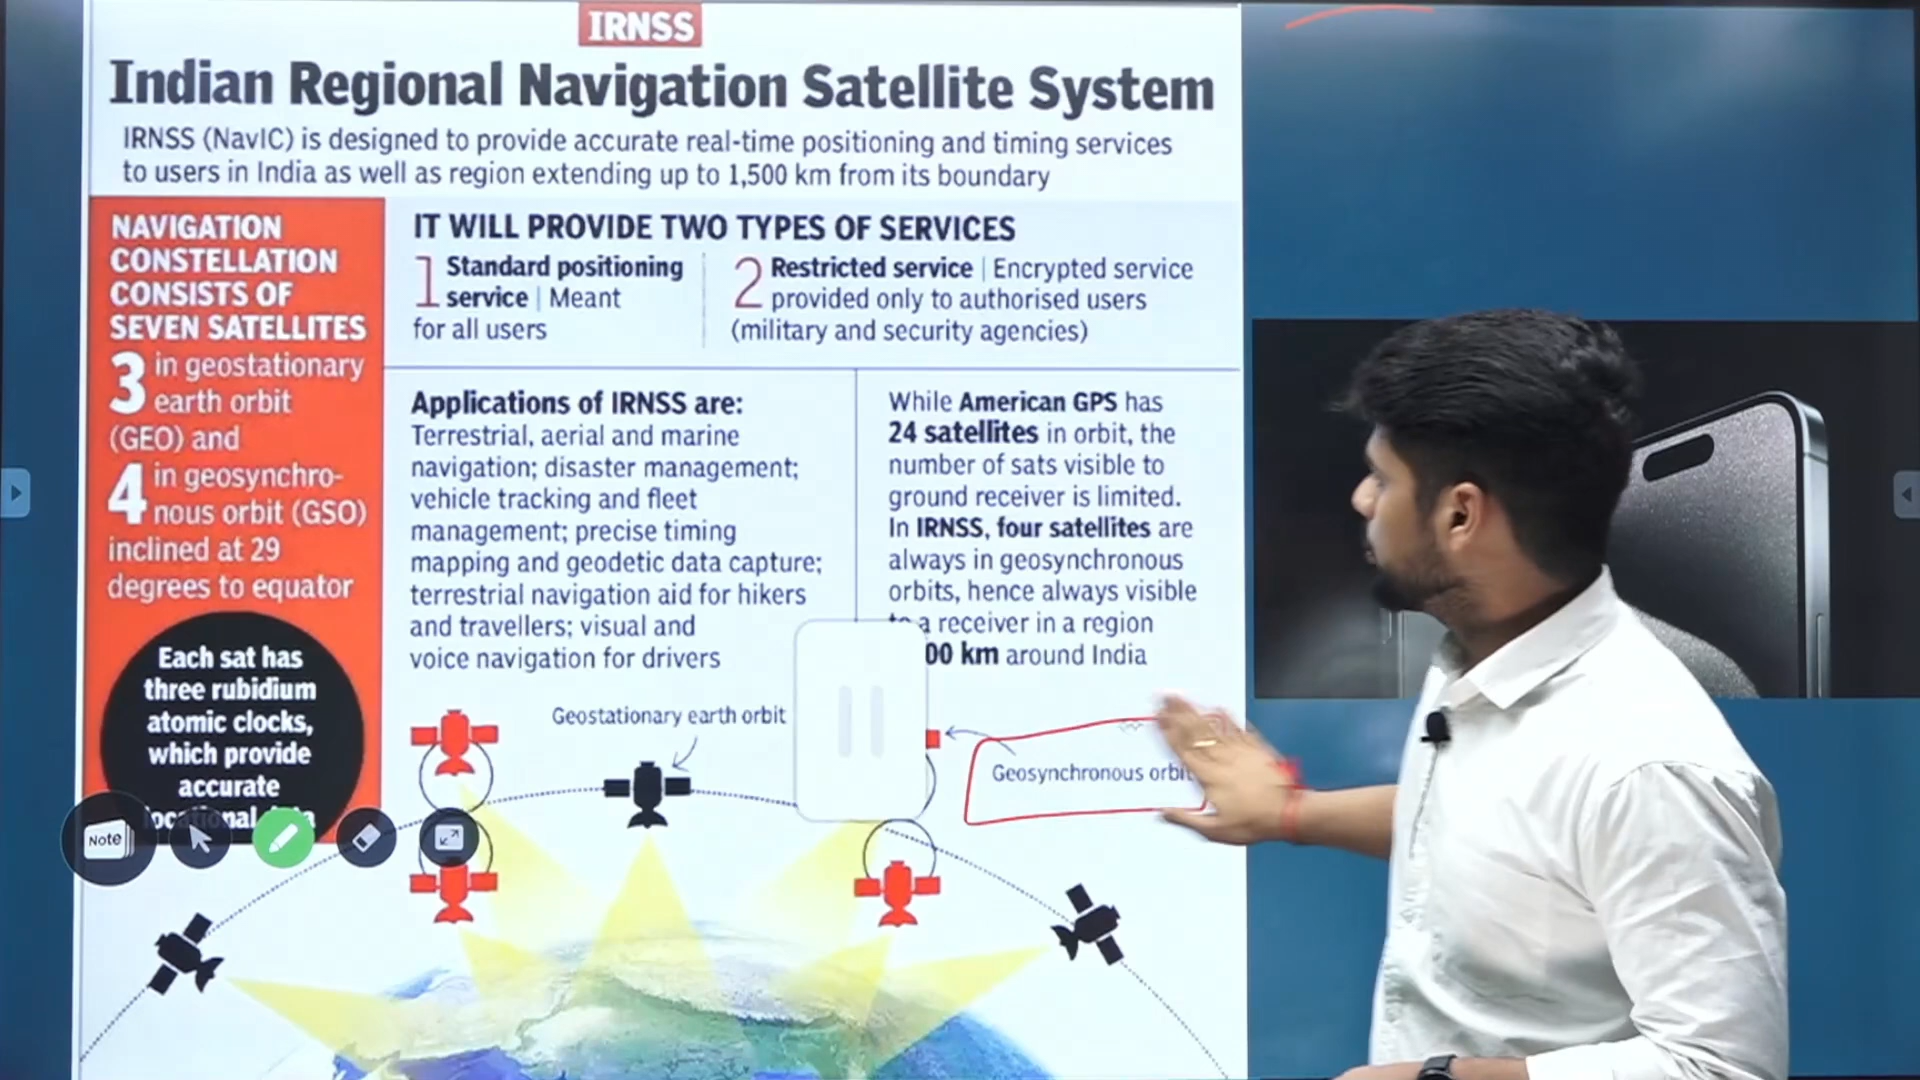 IRNSS
Indian Regional Navigation Satellite System
IRNSS (NavIC) is designed to provide accurate real-time positioning and timing services
to users in India as well as region extending up to 1,500 km from its boundary
NAVIGATION
CONSTELLATION
CONSISTS OF
SEVEN SATELLITES
3 in geostationary
earth orbit
(GEO) and
4 in geosynchro-
nous orbit (GSO)
inclined at 29
degrees to equator
Each sat has
three rubidium
atomic clocks,
which provide
accurate
IT WILL PROVIDE TWO TYPES OF SERVICES
1 Standard positioning
service | Meant
for all users
2 Restricted service | Encrypted service
provided only to authorised users
(military and security agencies)
Applications of IRNSS are:
Terrestrial, aerial and marine
navigation; disaster management;
vehicle tracking and fleet
management; precise timing
mapping and geodetic data capture;
terrestrial navigation aid for hikers
and travellers; visual and
voice navigation for drivers
While American GPS has
24 satellites in orbit, the
number of sats visible to
ground receiver is limited.
In IRNSS, four satellites are
always in geosynchronous
orbits, hence always visible
to a receiver in a region
00 km around India
Geostationary earth orbit
Geosynchronous orbit
Note